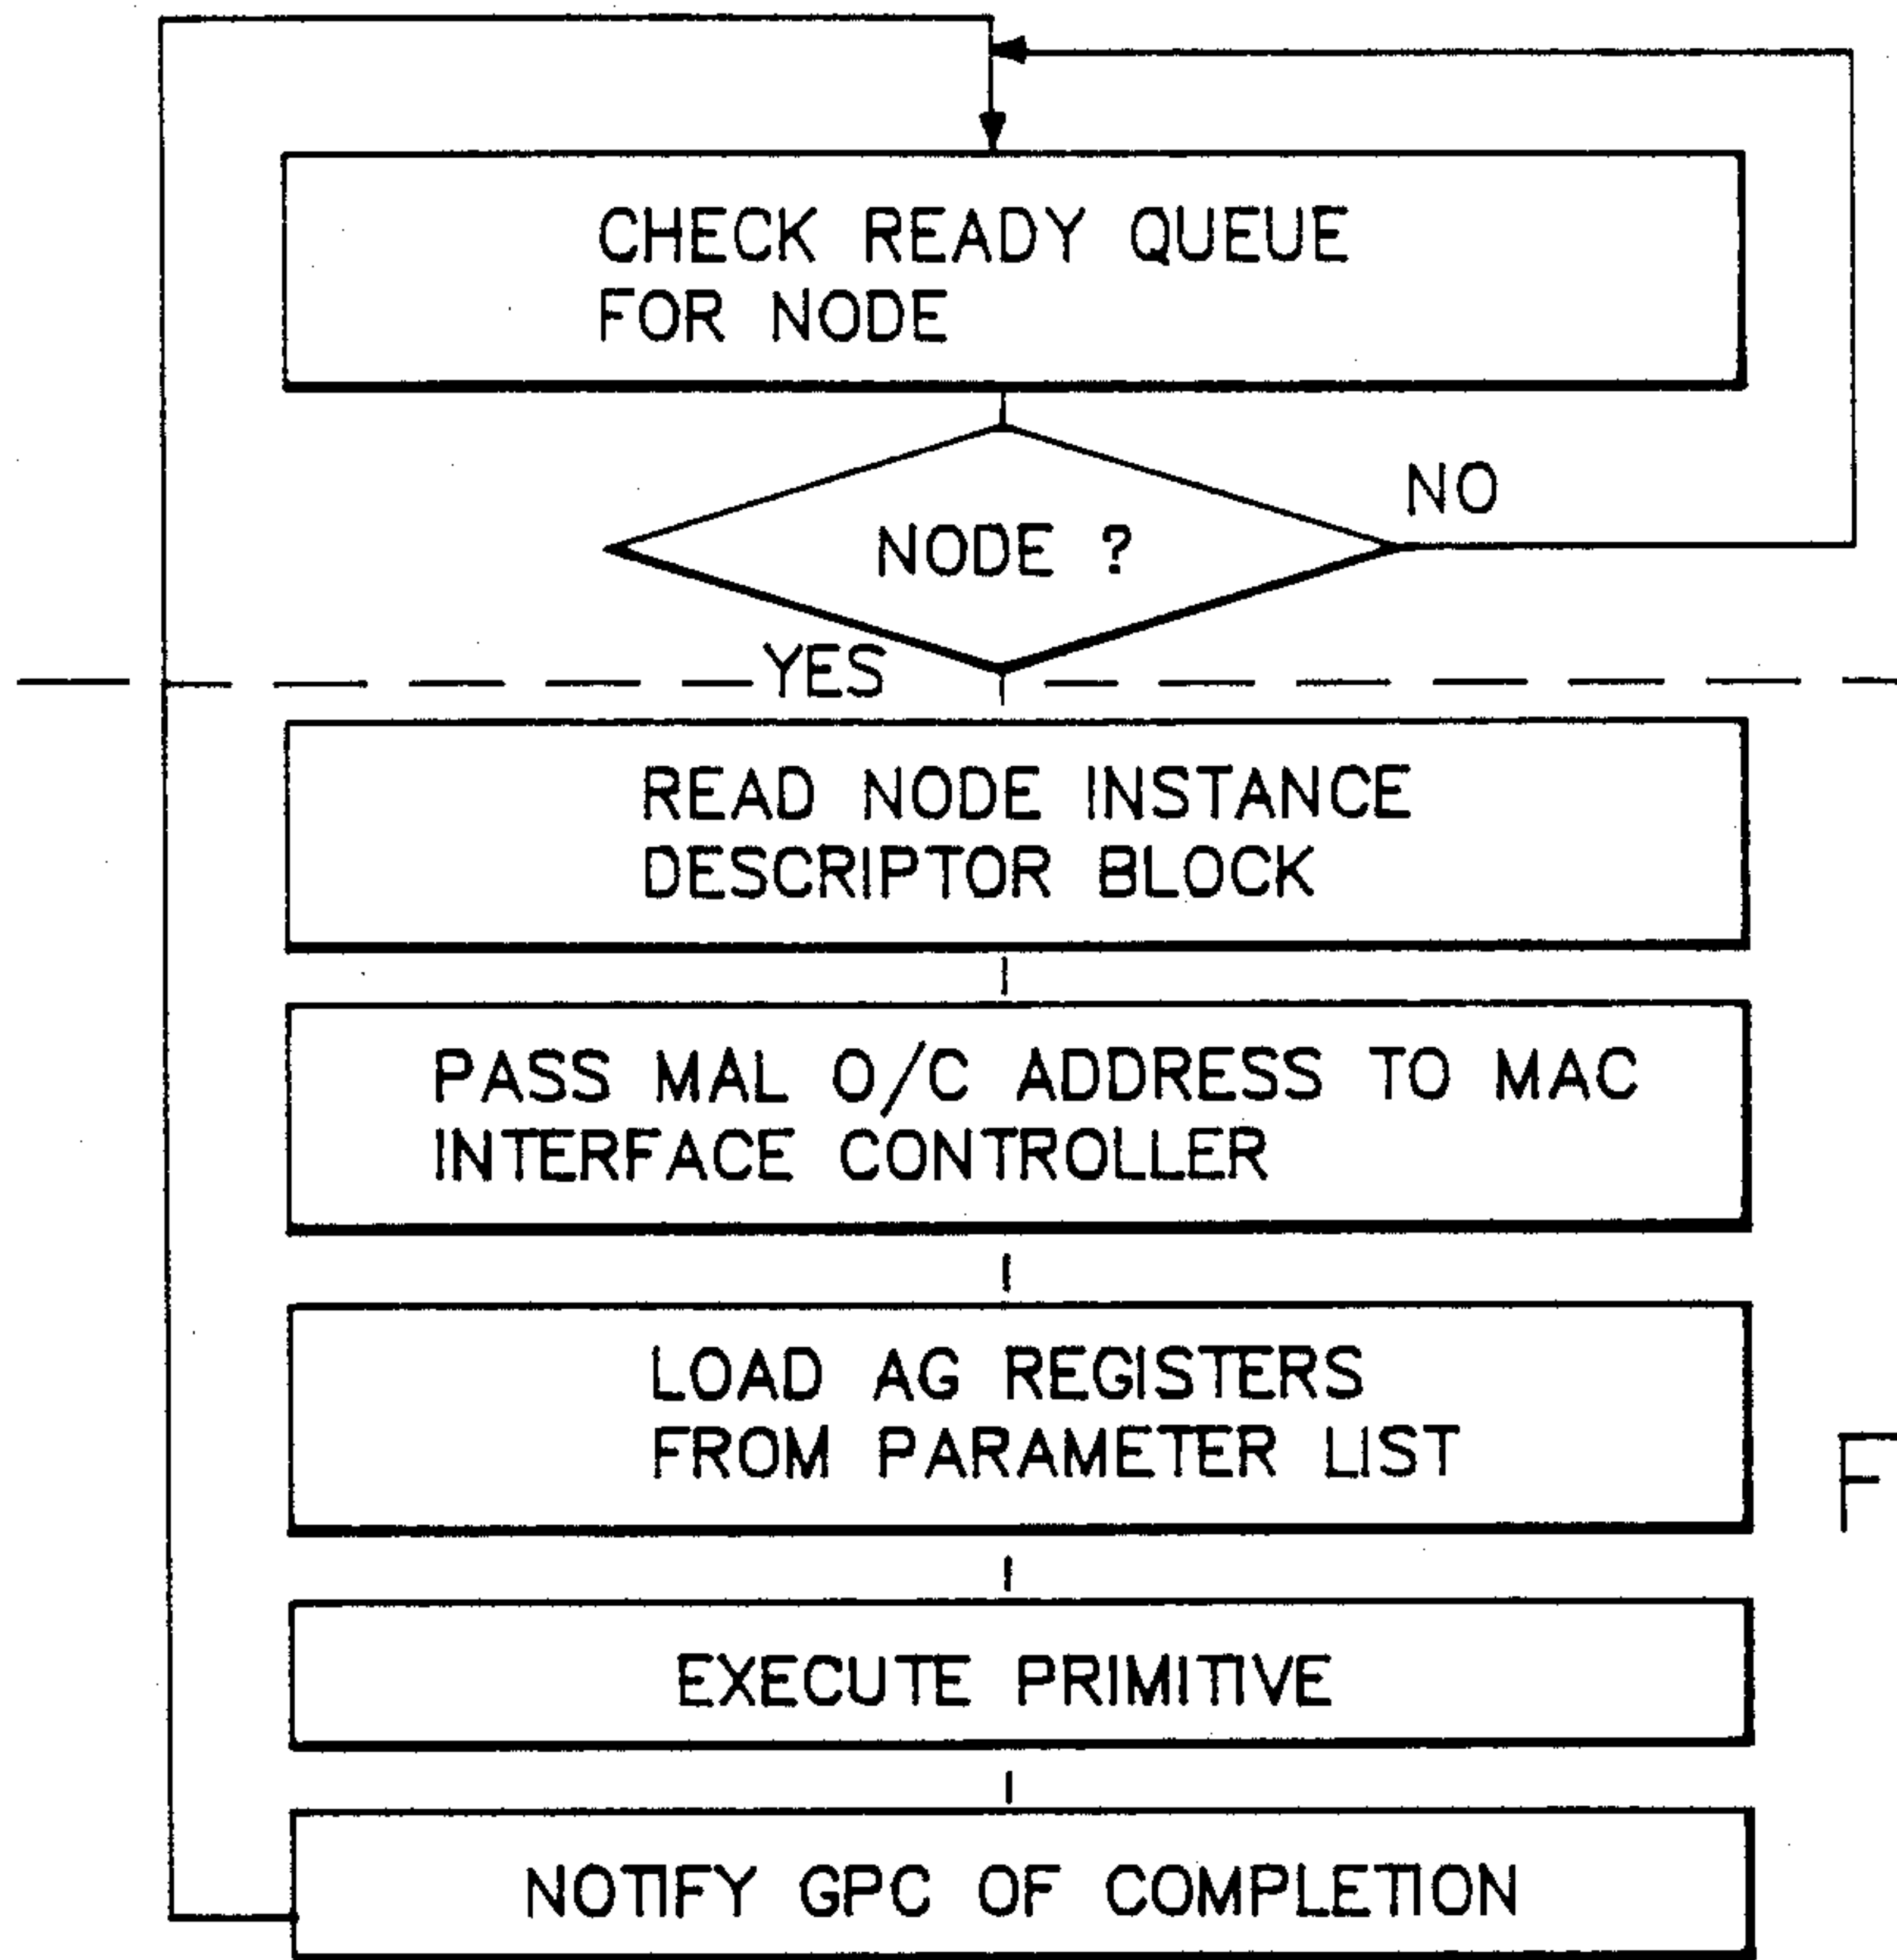 CHECK READY QUEUE
FOR NODE
NO
NODE ?
YES
READ NODE INSTANCE
DESCRIPTOR BLOCK
PASS MAL O/C ADDRESS TO MAC
INTERFACE CONTROLLER
LOAD AG REGISTERS
FROM PARAMETER LIST
F
EXECUTE PRIMITIVE
NOTIFY GPC OF COMPLETION